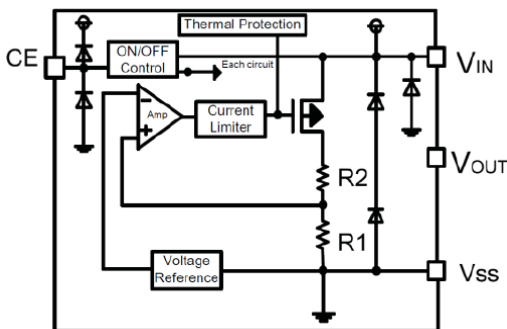 Thermal Protection
CE
ON/OFF
Control
Each circuit
VIN
Amp
Current
Limiter
R2
VOUT
R1
Voltage
Reference
Vss